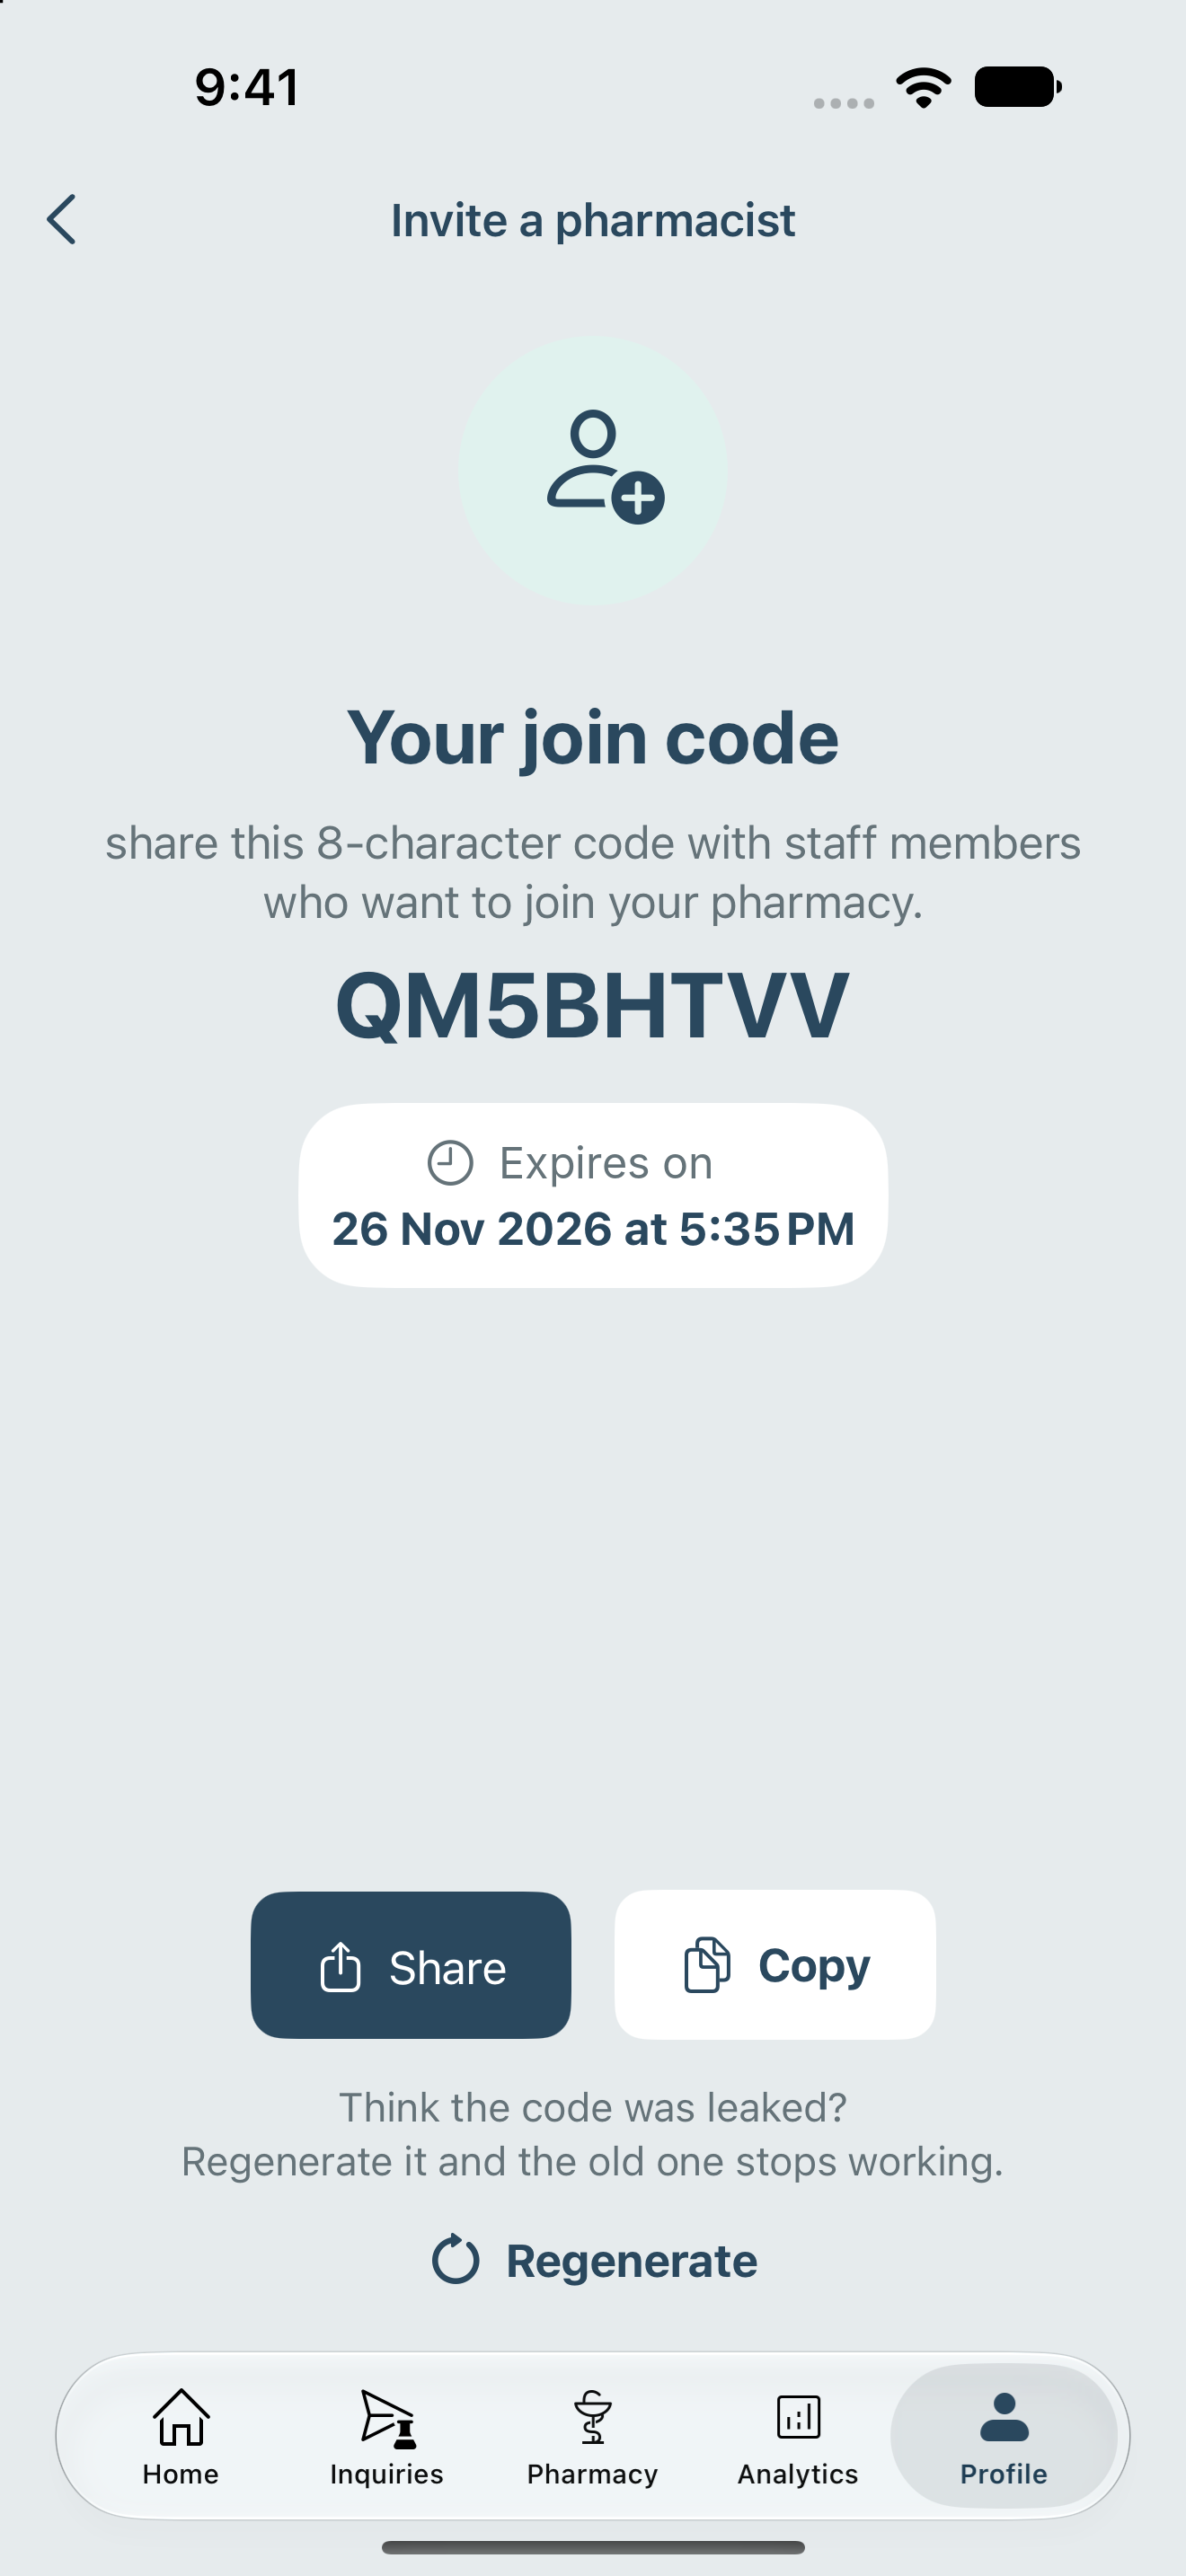 9:41
Invite a pharmacist
Your join code
share this 8-character code with staff members
who want to join your pharmacy.
QM5BHTVV
Expires on
26 Nov 2026 at 5:35 PM
Share
Copy
Think the code was leaked?
Regenerate it and the old one stops working.
Regenerate
Home
Inquiries
Pharmacy
Analytics
Profile